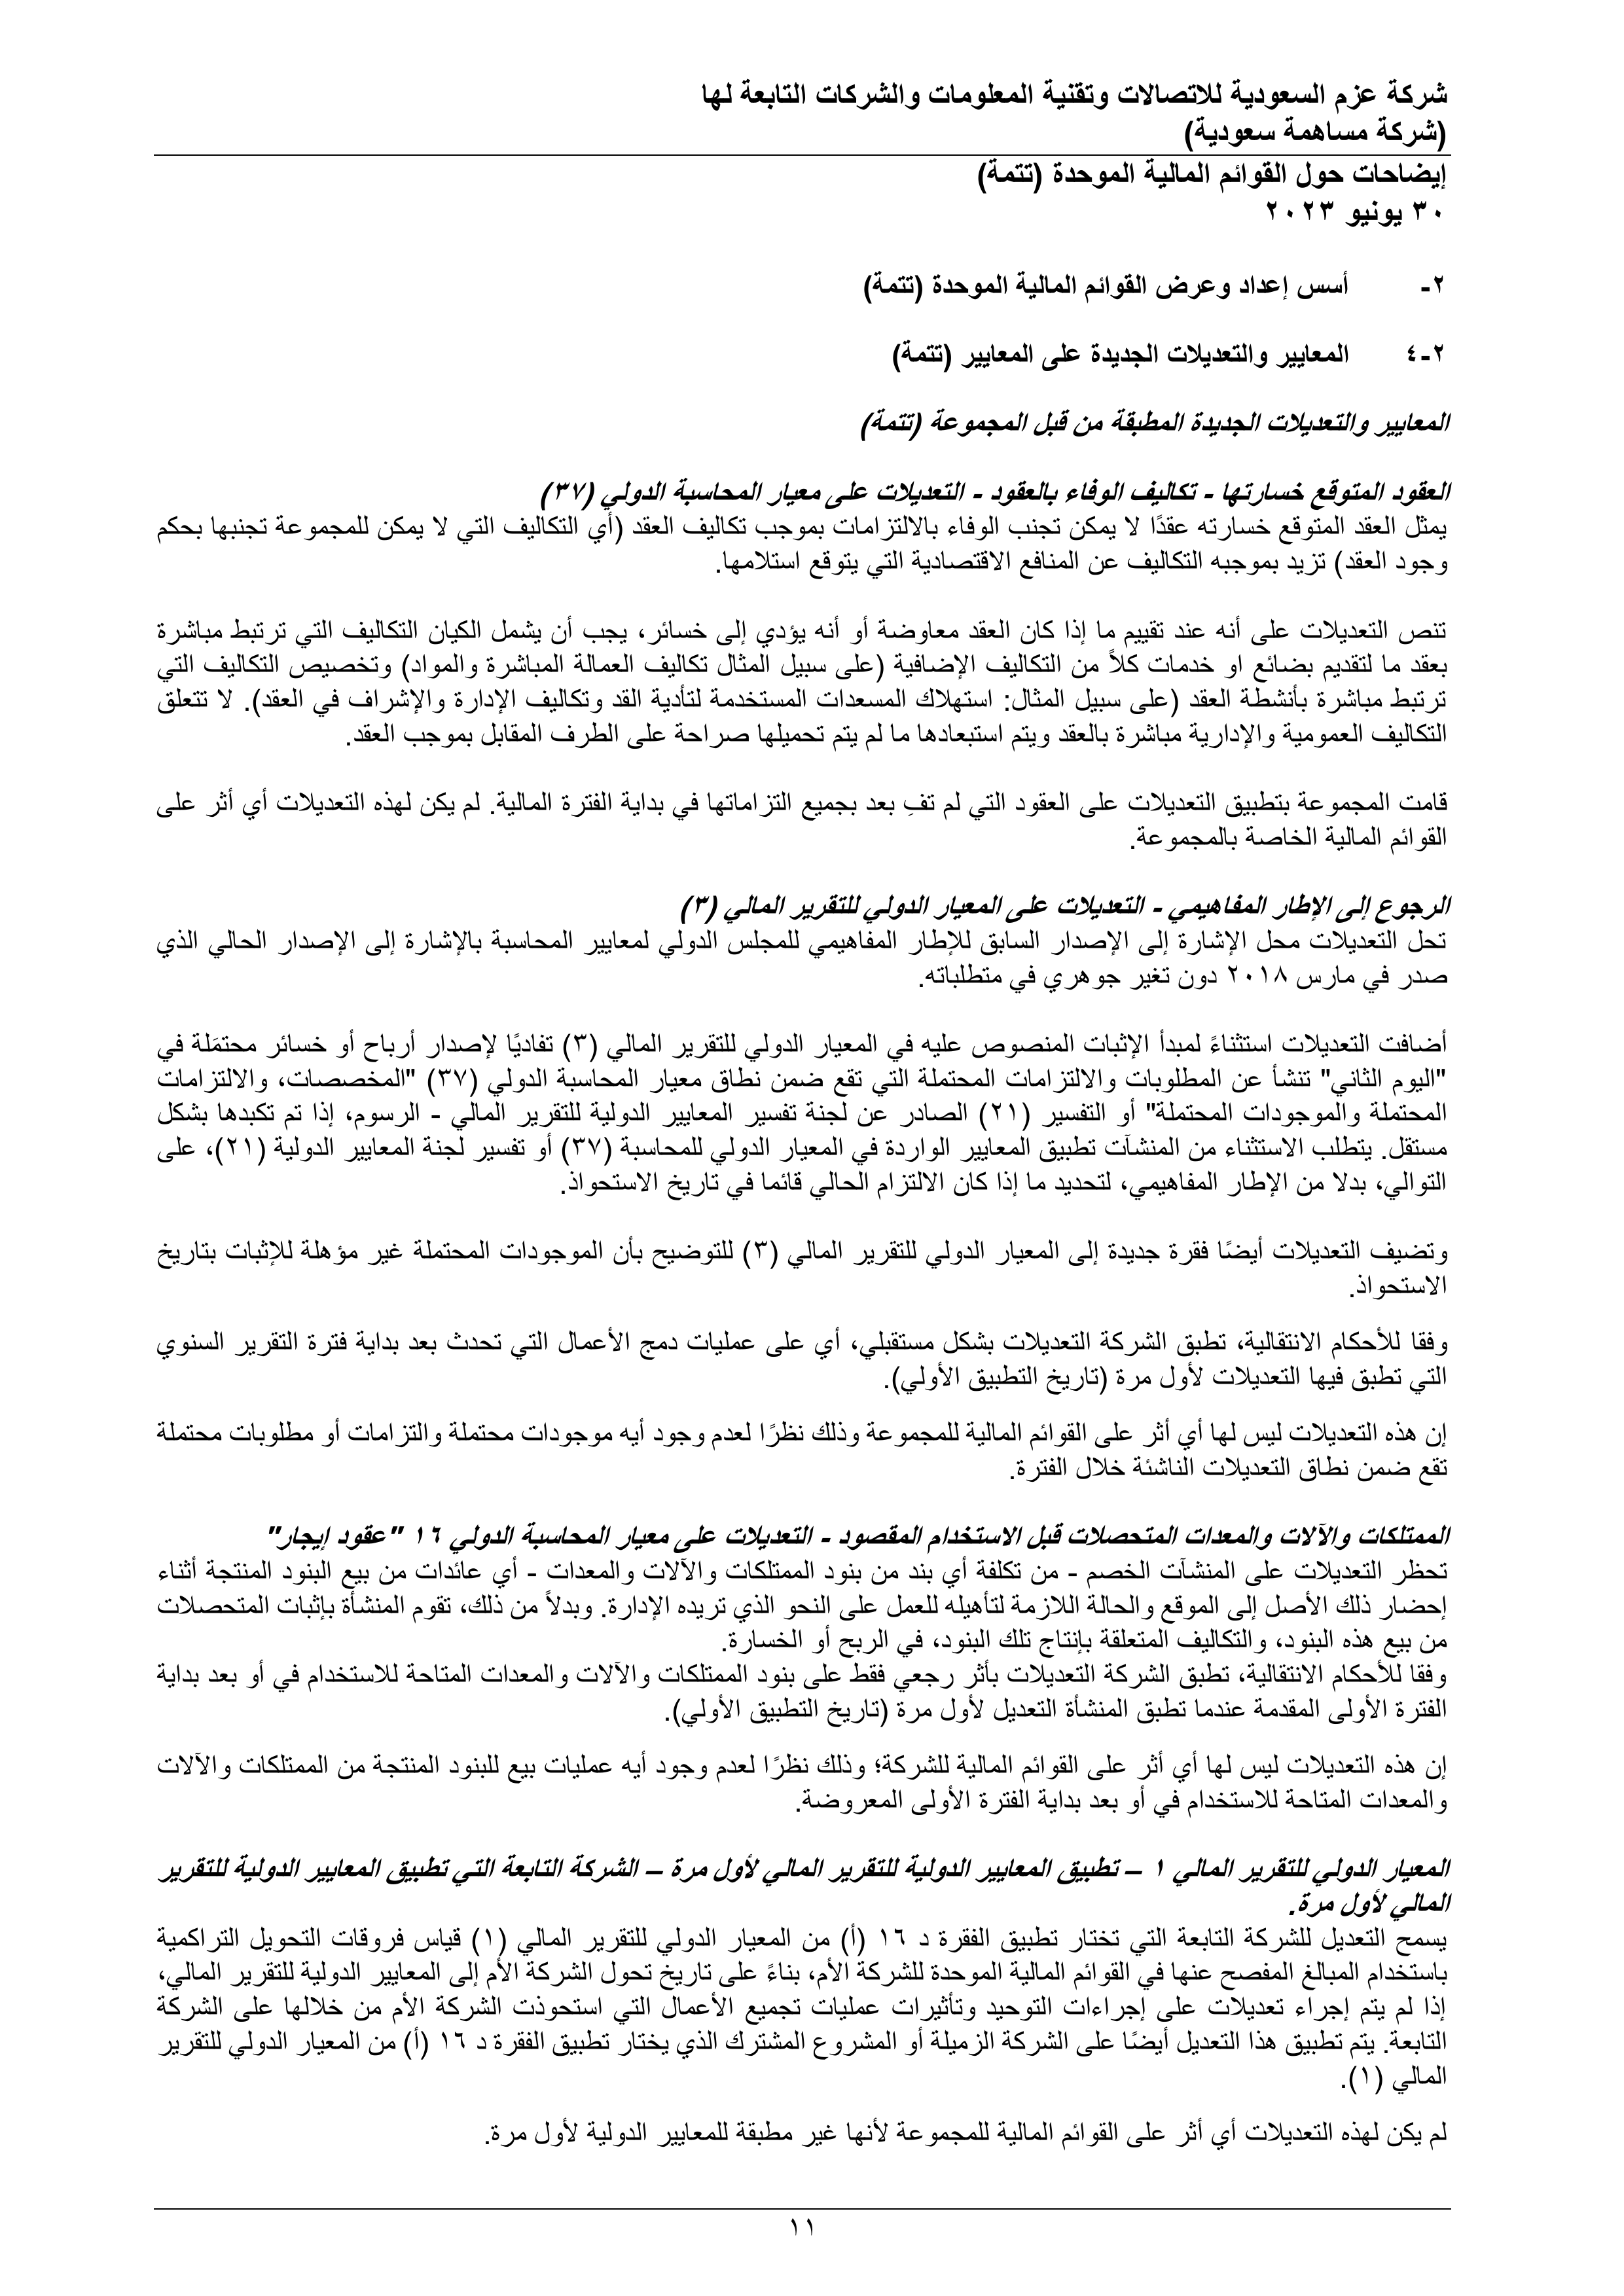 شركة عزم السعودية للاتصالات وتقنية المعلومات والشركات التابعة لها
(شركة مساهمة سعودية)
إيضاحات حول القوائم المالية الموحدة (تتمة)
٣٠ يونيو ٢٠٢٣
٢- أسس إعداد وعرض القوائم المالية الموحدة (تتمة)
٢-٤ المعايير والتعديلات الجديدة على المعايير (تتمة)
المعايير والتعديلات الجديدة المطبقة من قبل المجموعة (تتمة)
العقود المتوقع خسارتها - تكاليف الوفاء بالعقود - التعديلات على معيار المحاسبة الدولي (٣٧)
يمثل العقد المتوقع خسارته عقدًا لا يمكن تجنب الوفاء بالالتزامات بموجب تكاليف العقد (أي التكاليف التي لا يمكن للمجموعة تجنبها بحكم
وجود العقد) تزيد بموجبه التكاليف عن المنافع الاقتصادية التي يتوقع استلامها.
تنص التعديلات على أنه عند تقييم ما إذا كان العقد معاوضة أو أنه يؤدي إلى خسائر، يجب أن يشمل الكيان التكاليف التي ترتبط مباشرة
بعقد ما لتقديم بضائع او خدمات كلاً من التكاليف الإضافية (على سبيل المثال تكاليف العمالة المباشرة والمواد) وتخصيص التكاليف التي
ترتبط مباشرة بأنشطة العقد (على سبيل المثال: استهلاك المسعدات المستخدمة لتأدية القد وتكاليف الإدارة والإشراف في العقد). لا تتعلق
التكاليف العمومية والإدارية مباشرة بالعقد ويتم استبعادها ما لم يتم تحميلها صراحة على الطرف المقابل بموجب العقد.
قامت المجموعة بتطبيق التعديلات على العقود التي لم تفِ بعد بجميع التزاماتها في بداية الفترة المالية. لم يكن لهذه التعديلات أي أثر على
القوائم المالية الخاصة بالمجموعة.
الرجوع إلى الإطار المفاهيمي - التعديلات على المعيار الدولي للتقرير المالي (٣)
تحل التعديلات محل الإشارة إلى الإصدار السابق للإطار المفاهيمي للمجلس الدولي لمعايير المحاسبة بالإشارة إلى الإصدار الحالي الذي
صدر في مارس ٢٠١٨ دون تغير جوهري في متطلباته.
أضافت التعديلات استثناءً لمبدأ الإثبات المنصوص عليه في المعيار الدولي للتقرير المالي (٣) تفاديًا لإصدار أرباح أو خسائر محتمَلة في
"اليوم الثاني" تنشأ عن المطلوبات والالتزامات المحتملة التي تقع ضمن نطاق معيار المحاسبة الدولي (٣٧) "المخصصات، والالتزامات
المحتملة والموجودات المحتملة" أو التفسير (٢١) الصادر عن لجنة تفسير المعايير الدولية للتقرير المالي - الرسوم، إذا تم تكبدها بشكل
مستقل. يتطلب الاستثناء من المنشآت تطبيق المعايير الواردة في المعيار الدولي للمحاسبة (٣٧) أو تفسير لجنة المعايير الدولية (٢١)، على
التوالي، بدلا من الإطار المفاهيمي، لتحديد ما إذا كان الالتزام الحالي قائما في تاريخ الاستحواذ.
وتضيف التعديلات أيضًا فقرة جديدة إلى المعيار الدولي للتقرير المالي (٣) للتوضيح بأن الموجودات المحتملة غير مؤهلة للإثبات بتاريخ
الاستحواذ.
وفقا للأحكام الانتقالية، تطبق الشركة التعديلات بشكل مستقبلي، أي على عمليات دمج الأعمال التي تحدث بعد بداية فترة التقرير السنوي
التي تطبق فيها التعديلات لأول مرة (تاريخ التطبيق الأولي).
إن هذه التعديلات ليس لها أي أثر على القوائم المالية للمجموعة وذلك نظرًا لعدم وجود أيه موجودات محتملة والتزامات أو مطلوبات محتملة
تقع ضمن نطاق التعديلات الناشئة خلال الفترة.
الممتلكات والآلات والمعدات المتحصلات قبل الاستخدام المقصود - التعديلات على معيار المحاسبة الدولي ١٦ "عقود إيجار"
تحظر التعديلات على المنشآت الخصم - من تكلفة أي بند من بنود الممتلكات والآلات والمعدات - أي عائدات من بيع البنود المنتجة أثناء
إحضار ذلك الأصل إلى الموقع والحالة اللازمة لتأهيله للعمل على النحو الذي تريده الإدارة. وبدلاً من ذلك، تقوم المنشأة بإثبات المتحصلات
من بيع هذه البنود، والتكاليف المتعلقة بإنتاج تلك البنود، في الربح أو الخسارة.
وفقا للأحكام الانتقالية، تطبق الشركة التعديلات بأثر رجعي فقط على بنود الممتلكات والآلات والمعدات المتاحة للاستخدام في أو بعد بداية
الفترة الأولى المقدمة عندما تطبق المنشأة التعديل لأول مرة (تاريخ التطبيق الأولي).
إن هذه التعديلات ليس لها أي أثر على القوائم المالية للشركة؛ وذلك نظرًا لعدم وجود أيه عمليات بيع للبنود المنتجة من الممتلكات والآلات
والمعدات المتاحة للاستخدام في أو بعد بداية الفترة الأولى المعروضة.
المعيار الدولي للتقرير المالي ١ – تطبيق المعايير الدولية للتقرير المالي لأول مرة – الشركة التابعة التي تطبيق المعايير الدولية للتقرير
المالي لأول مرة.
يسمح التعديل للشركة التابعة التي تختار تطبيق الفقرة د ١٦ (أ) من المعيار الدولي للتقرير المالي (١) قياس فروقات التحويل التراكمية
باستخدام المبالغ المفصح عنها في القوائم المالية الموحدة للشركة الأم، بناءً على تاريخ تحول الشركة الأم إلى المعايير الدولية للتقرير المالي،
إذا لم يتم إجراء تعديلات على إجراءات التوحيد وتأثيرات عمليات تجميع الأعمال التي استحوذت الشركة الأم من خلالها على الشركة
التابعة. يتم تطبيق هذا التعديل أيضًا على الشركة الزميلة أو المشروع المشترك الذي يختار تطبيق الفقرة د ١٦ (أ) من المعيار الدولي للتقرير
المالي (١).
لم يكن لهذه التعديلات أي أثر على القوائم المالية للمجموعة لأنها غير مطبقة للمعايير الدولية لأول مرة.
١١